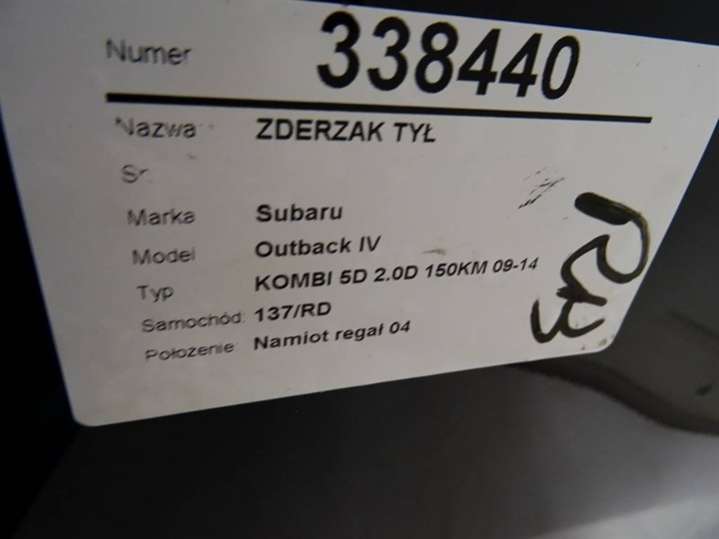 Numer 338440
Nazwa ZDERZAK TYŁ
Marka Subaru
Model Outback IV
Typ KOMBI 5D 2.0D 150KM 09-14
Samochód: 137/RD
Położenie: Namiot regał 04